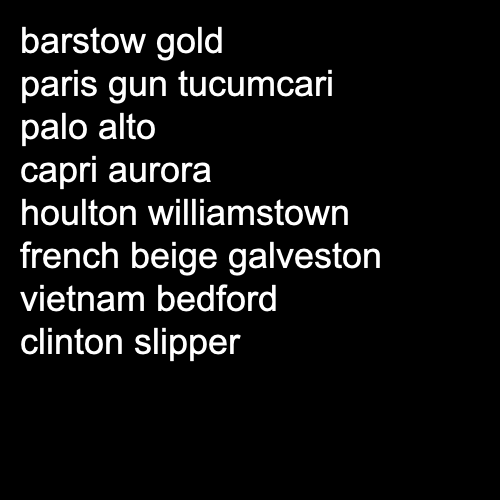 barstow gold
paris gun tucumcari
palo alto
capri aurora
houlton williamstown
french beige galveston
vietnam bedford
clinton slipper